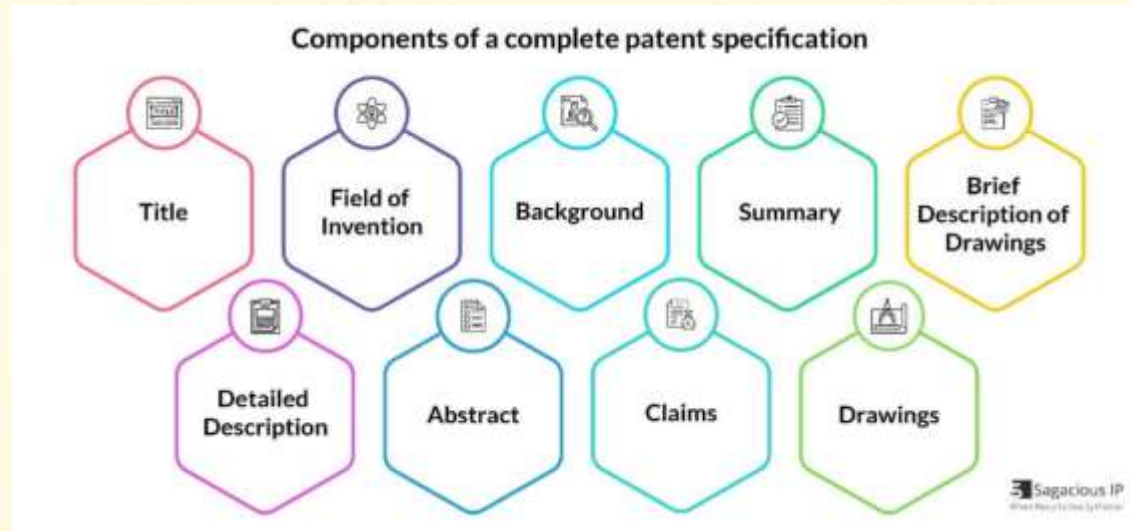 Components of a complete patent specification
Title
Field of
Invention
Background
Summary
Brief
Description of
Drawings
Detailed
Description
Abstract
Claims
Drawings
Sagacious IP